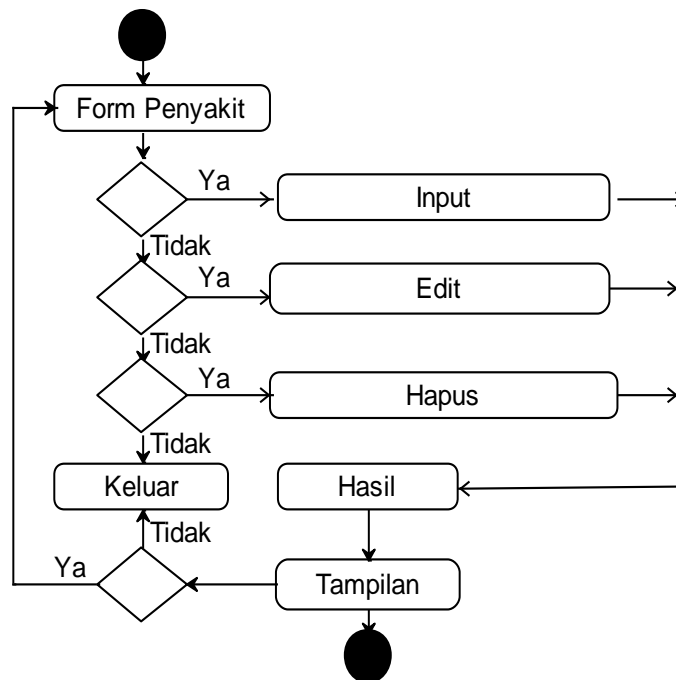 Form Penyakit
Ya
Input
Tidak
Ya
Edit
Tidak
Ya
Hapus
Tidak
Keluar
Hasil
Tidak
Ya
Tampilan